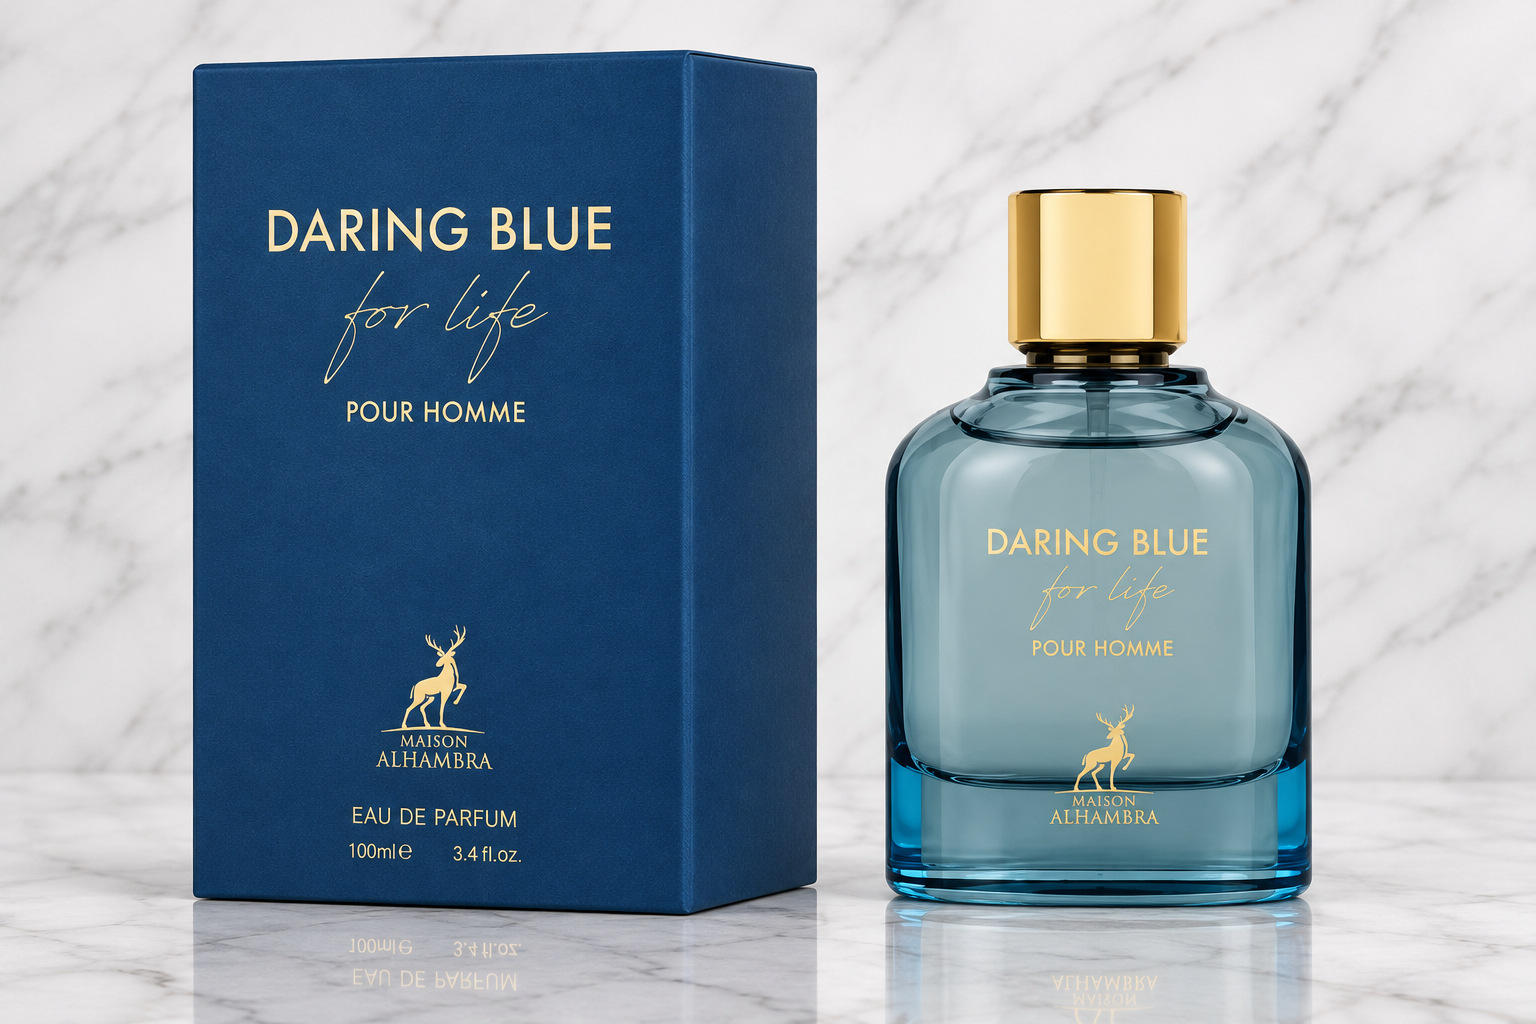 DARING BLUE
for life
POUR HOMME
MAISON
ALHAMBRA
EAU DE PARFUM
100ml℮ 3.4 fl.oz.
DARING BLUE
for life
POUR HOMME
MAISON
ALHAMBRA